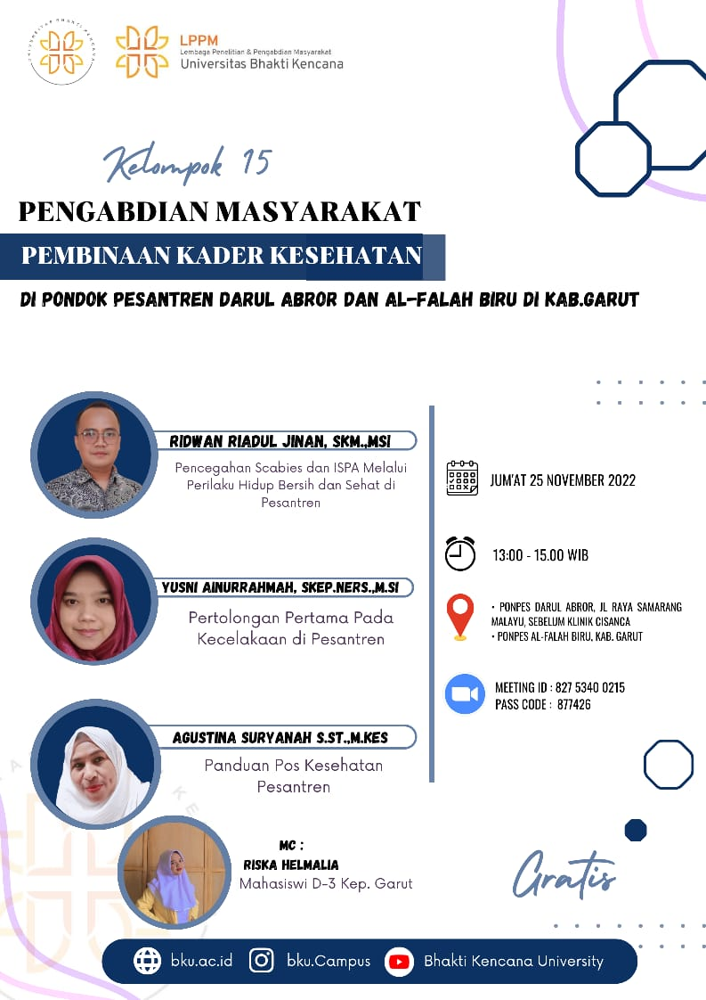 UNIVERSITAS BHAKTI KENCANA
LPPM
Lembaga Penelitian & Pengabdian Masyarakat
Universitas Bhakti Kencana
Kelompok 15
PENGABDIAN MASYARAKAT
PEMBINAAN KADER KESEHATAN
DI PONDOK PESANTREN DARUL ABROR DAN AL-FALAH BIRU DI KAB.GARUT
RIDWAN RIADUL JINAN, SKM.,MSI
Pencegahan Scabies dan ISPA Melalui
Perilaku Hidup Bersih dan Sehat di
Pesantren
YUSNI AINURRAHMAH, SKEP.NERS.,M.SI
Pertolongan Pertama Pada
Kecelakaan di Pesantren
AGUSTINA SURYANAH S.ST.,M.KES
Panduan Pos Kesehatan
Pesantren
MC :
RISKA HELMALIA
Mahasiswi D-3 Kep. Garut
JUM'AT 25 NOVEMBER 2022
13:00 - 15.00 WIB
• PONPES DARUL ABROR, JL RAYA SAMARANG
MALAYU, SEBELUM KLINIK CISANCA
• PONPES AL-FALAH BIRU, KAB. GARUT
MEETING ID : 827 5340 0215
PASS CODE : 877426
Gratis
bku.ac.id
bku.Campus
Bhakti Kencana University